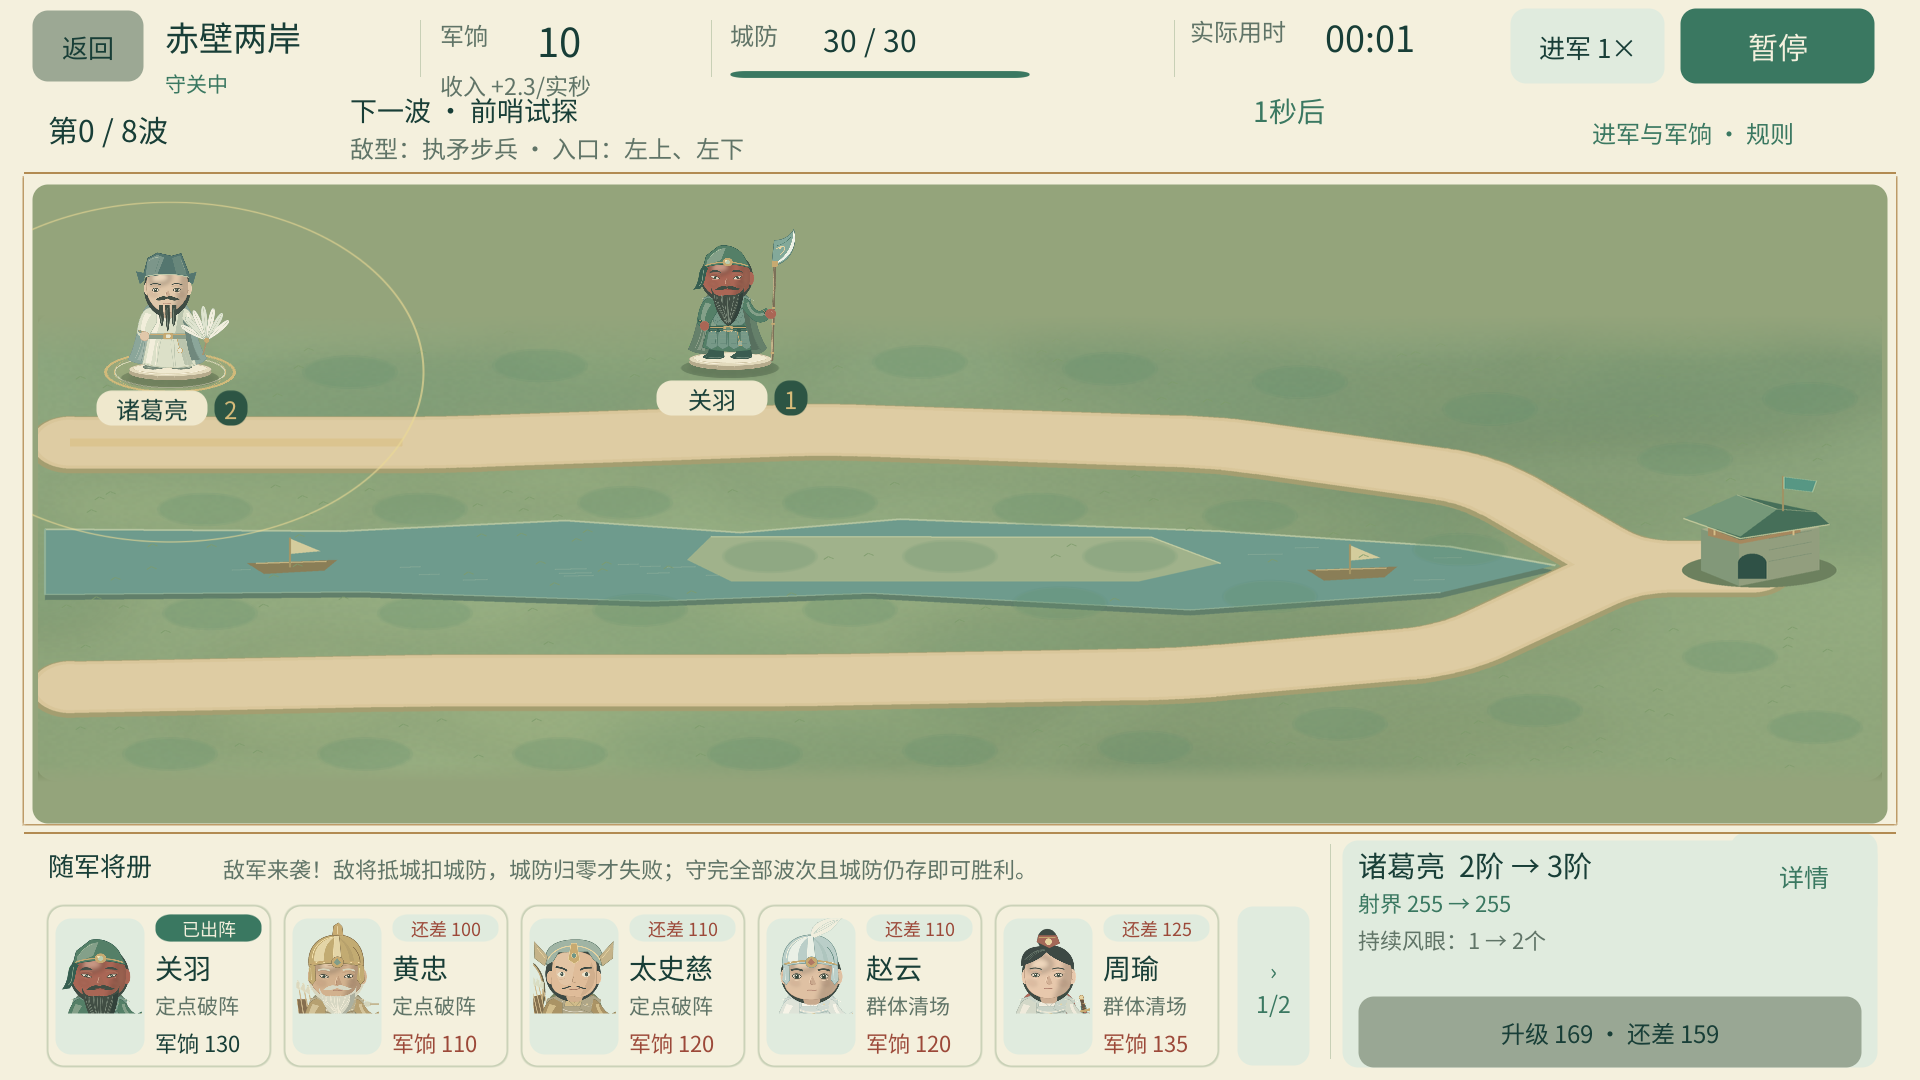 返回
赤壁两岸
守关中
军饷
10
收入 +2.3/实秒
城防
30 / 30
实际用时
00:01
进军 1×
暂停
第0 / 8波
下一波 · 前哨试探
敌型：执矛步兵 · 入口：左上、左下
1秒后
进军与军饷 · 规则
诸葛亮
2
关羽
1
随军将册
敌军来袭！敌将抵城扣城防，城防归零才失败；守完全部波次且城防仍存即可胜利。
已出阵
关羽
定点破阵
军饷 130
还差 100
黄忠
定点破阵
军饷 110
还差 110
太史慈
定点破阵
军饷 120
还差 110
赵云
群体清场
军饷 120
还差 125
周瑜
群体清场
军饷 135
›
1/2
诸葛亮 2阶 → 3阶
详情
射界 255 → 255
持续风眼：1 → 2个
升级 169 · 还差 159